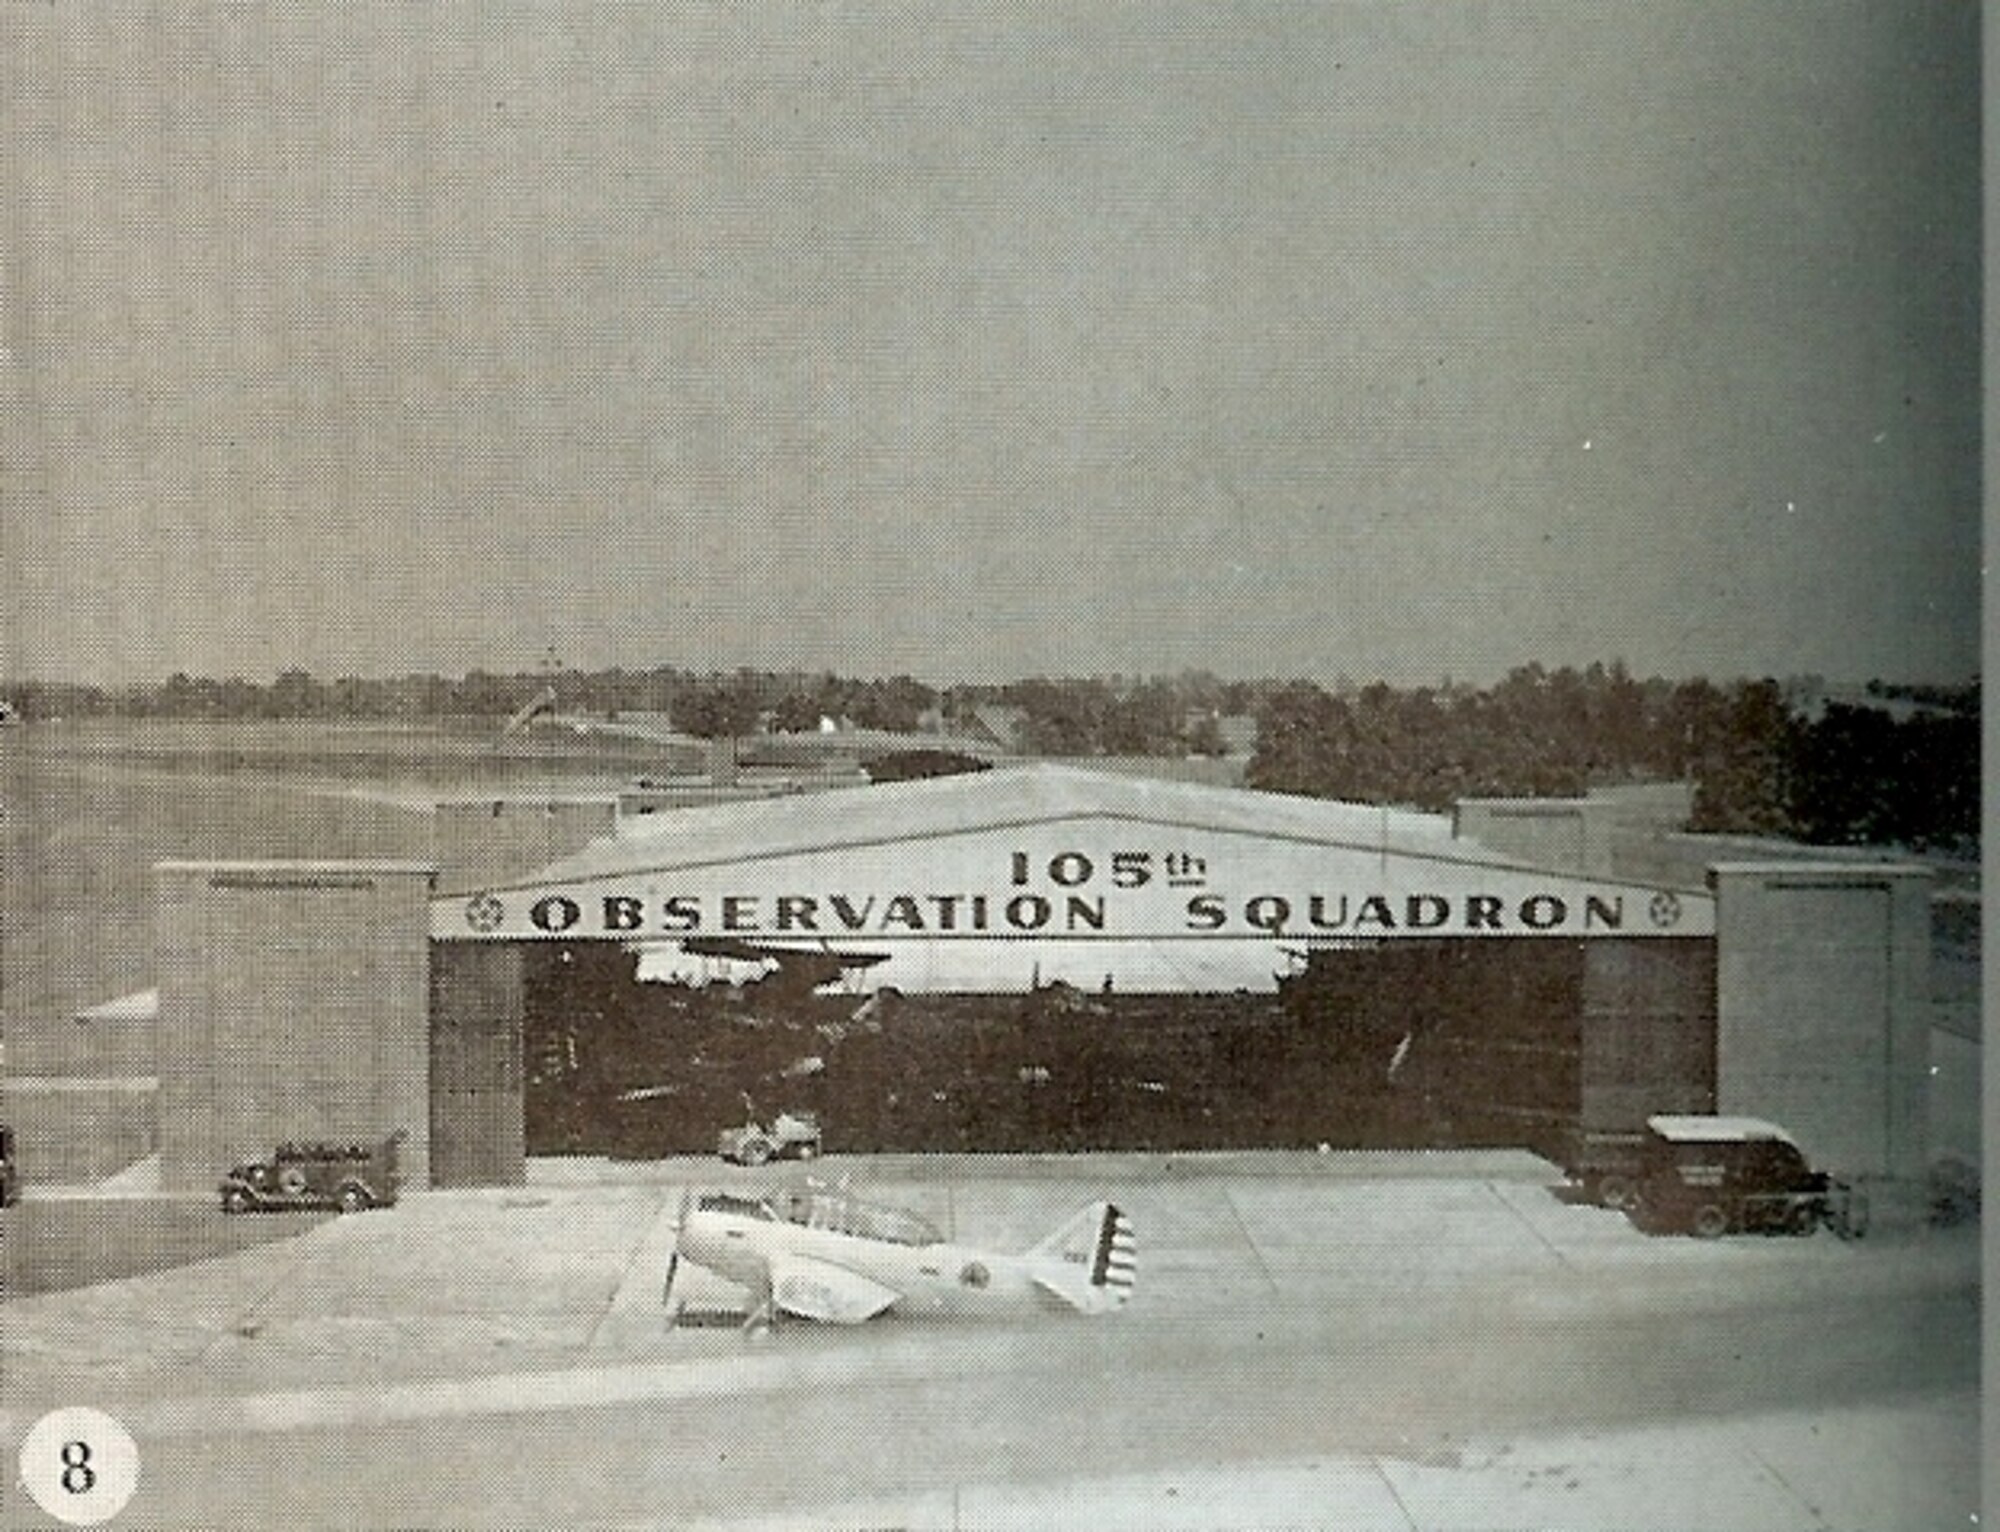 105th
OBSERVATION SQUADRON
8